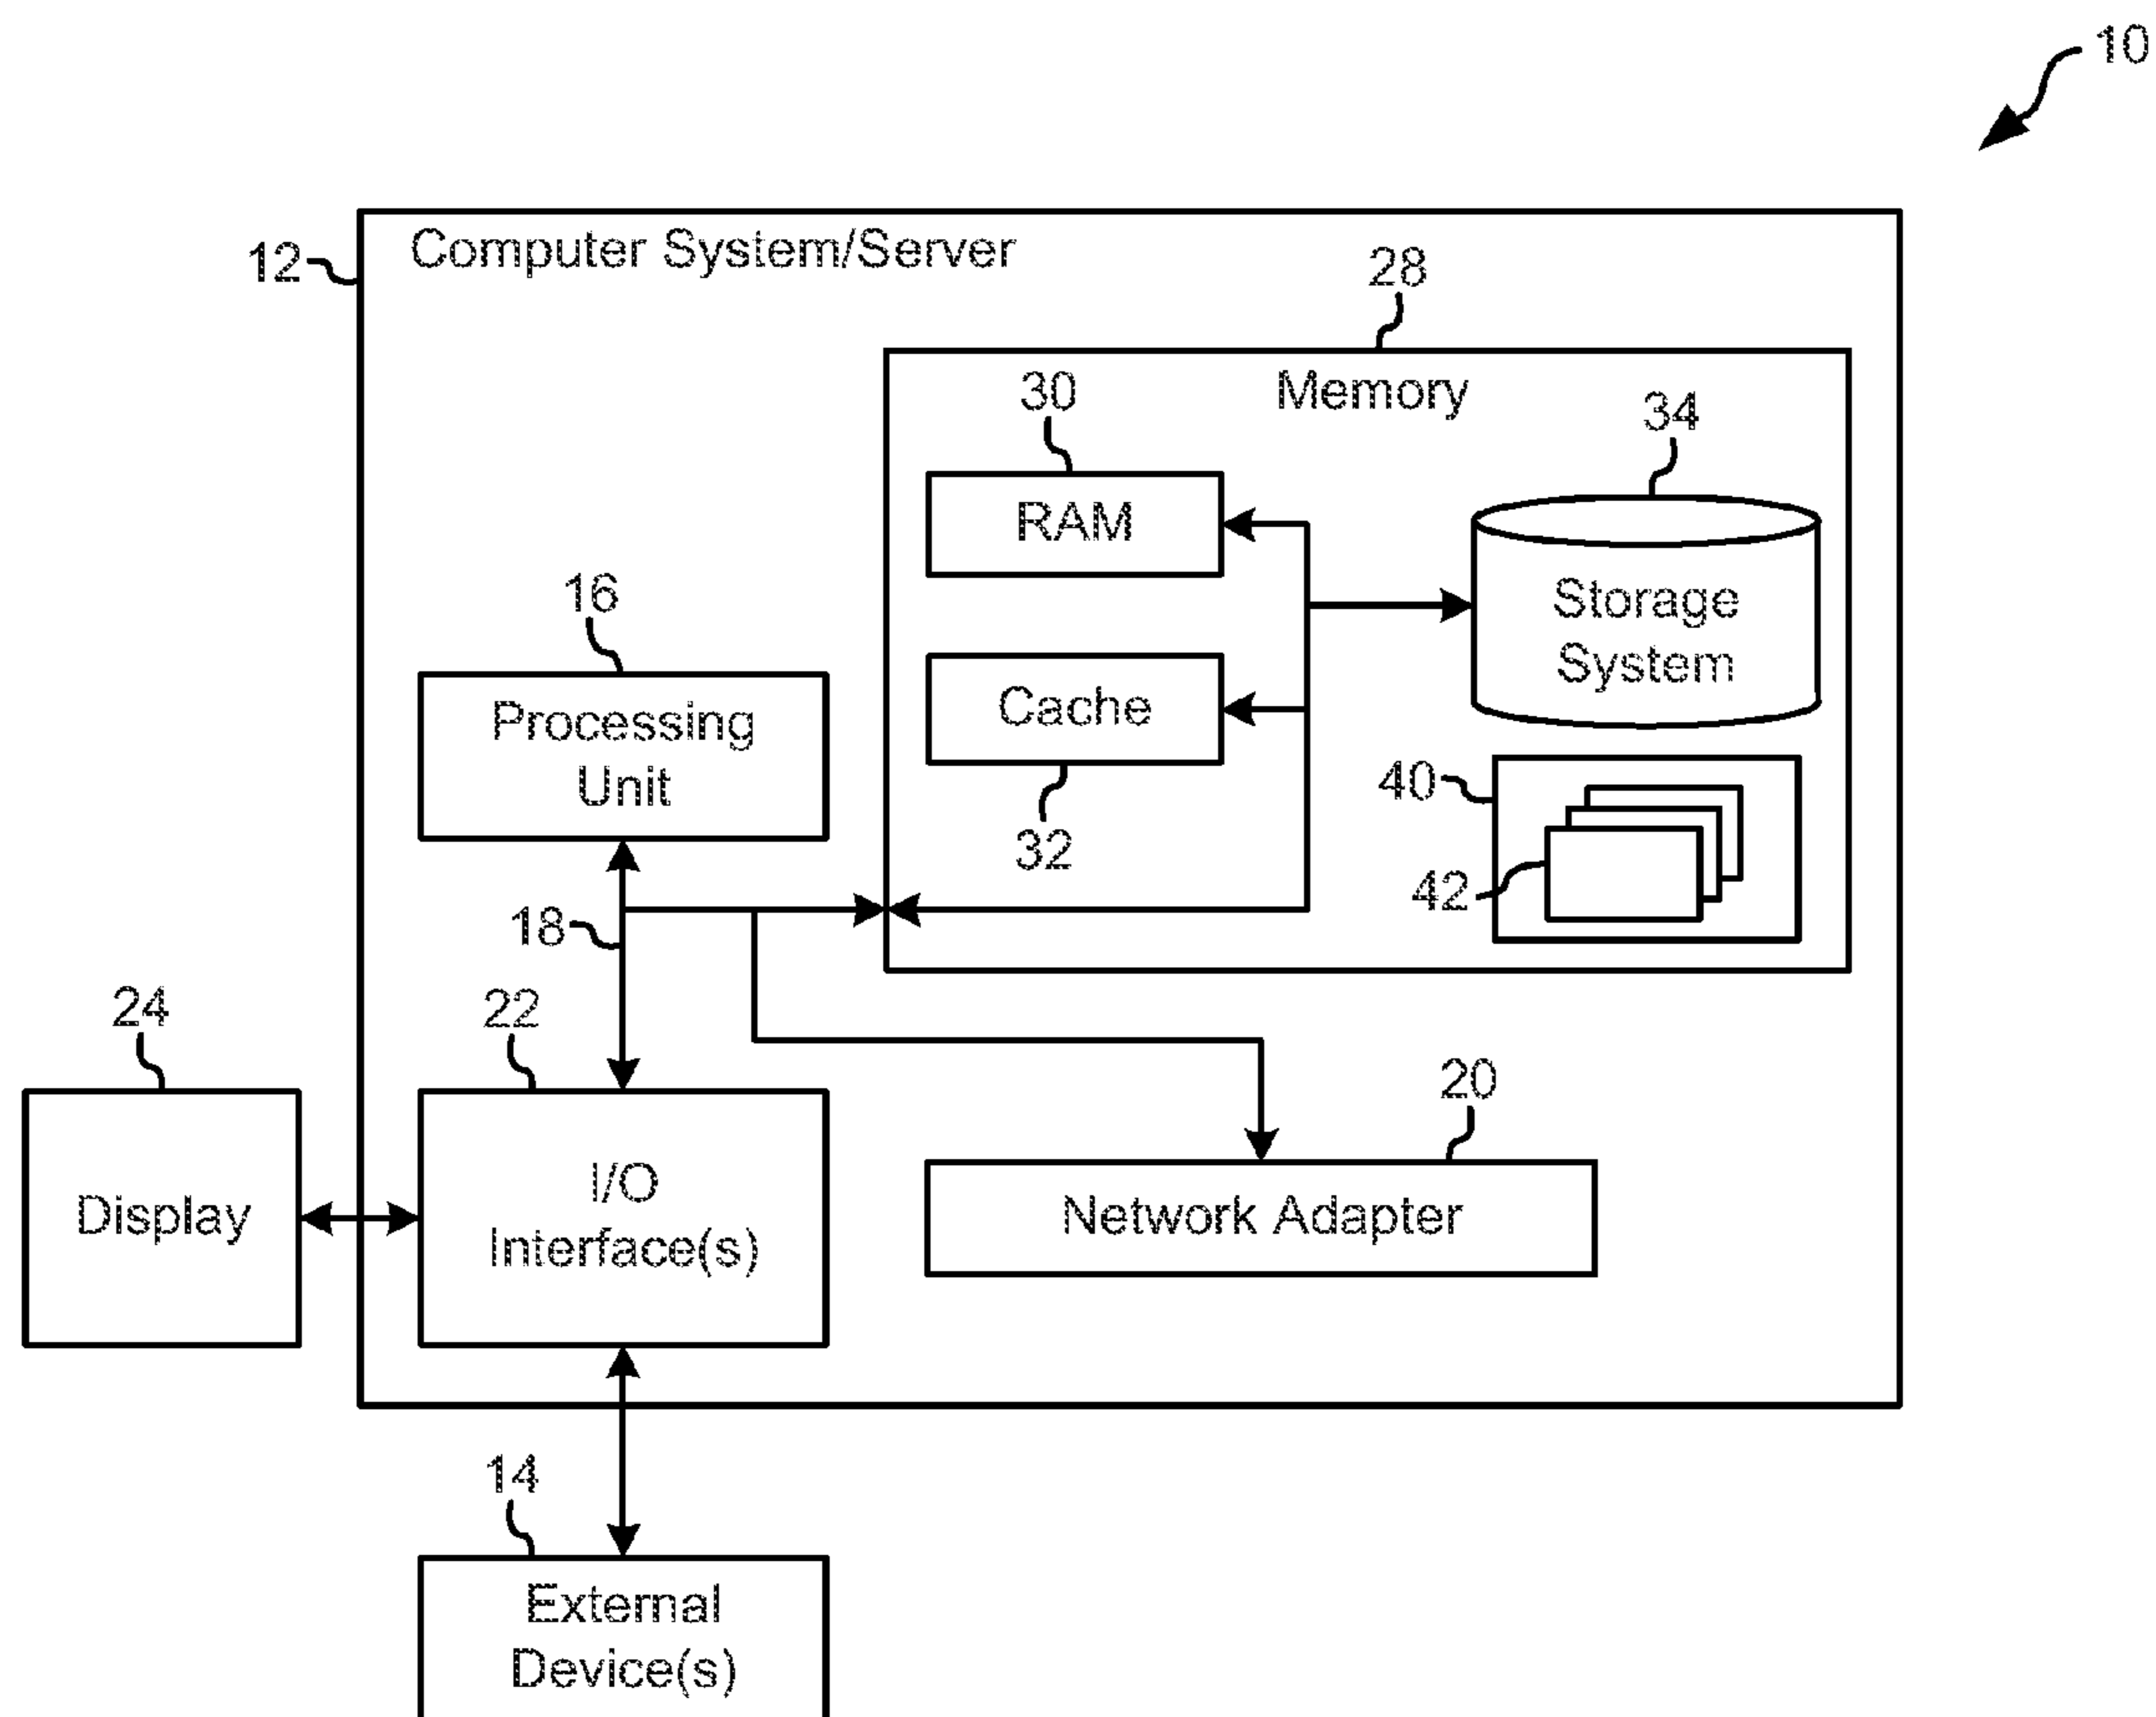 10
12
Computer System/Server
28
Memory
30
34
RAM
Storage
System
16
Processing
Unit
Cache
32
40
42
18
24
22
20
Display
I/O
Interface(s)
Network Adapter
14
External
Device(s)